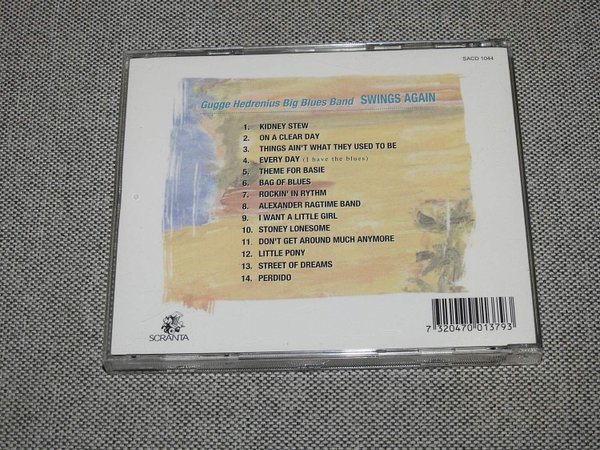 SACD 1044
Gugge Hedrenius Big Blues Band SWINGS AGAIN
1. KIDNEY STEW
2. ON A CLEAR DAY
3. THINGS AIN'T WHAT THEY USED TO BE
4. EVERY DAY (I have the blues)
5. THEME FOR BASIE
6. BAG OF BLUES
7. ROCKIN' IN RYTHM
8. ALEXANDER RAGTIME BAND
9. I WANT A LITTLE GIRL
10. STONEY LONESOME
11. DON'T GET AROUND MUCH ANYMORE
12. LITTLE PONY
13. STREET OF DREAMS
14. PERDIDO
SCRANTA
7 320470 013793